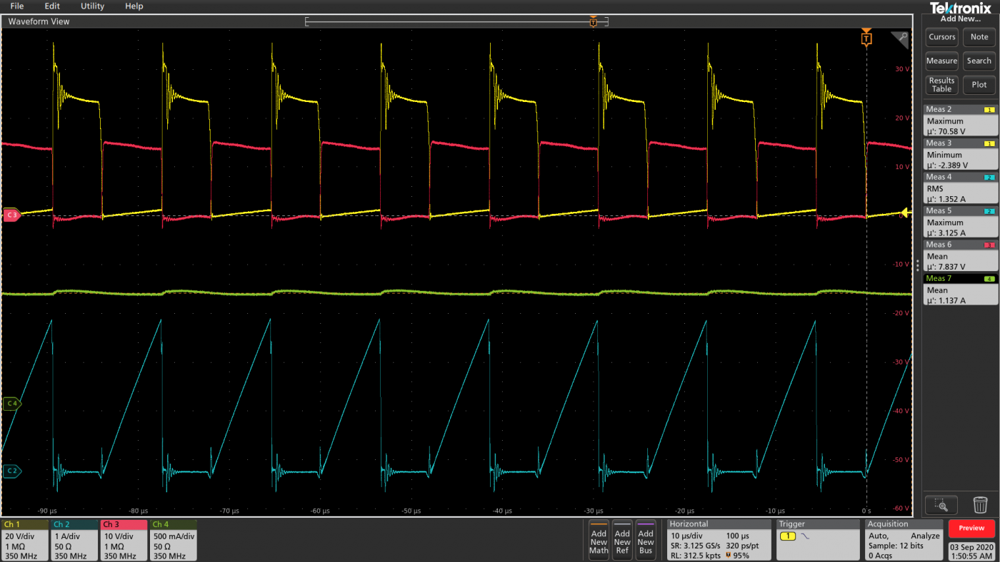 File Edit Utility Help
Tektronix
Waveform View
Add New...
T
T
Cursors Note
Measure Search
Results Table Plot
30 V
20 V
10 V
-10 V
-20 V
-30 V
-40 V
-50 V
-60 V
C 3
C 4
C 2
-90 µs -80 µs -70 µs -60 µs -50 µs -40 µs -30 µs -20 µs -10 µs 0 s
Meas 2 1
Maximum
µ': 70.58 V
Meas 3 1
Minimum
µ': -2.389 V
Meas 4 2
RMS
µ': 1.352 A
Meas 5 2
Maximum
µ': 3.125 A
Meas 6 3
Mean
µ': 7.837 V
Meas 7 4
Mean
µ': 1.137 A
Ch 1
20 V/div
1 MΩ
350 MHz
Ch 2
1 A/div
50 Ω
350 MHz
Ch 3
10 V/div
1 MΩ
350 MHz
Ch 4
500 mA/div
50 Ω
350 MHz
Add New Math
Add New Ref
Add New Bus
Horizontal
10 µs/div 100 µs
SR: 3.125 GS/s 320 ps/pt
RL: 312.5 kpts 95%
Trigger
1
Acquisition
Auto, Analyze
Sample: 12 bits
0 Acqs
Preview
03 Sep 2020
1:50:55 AM